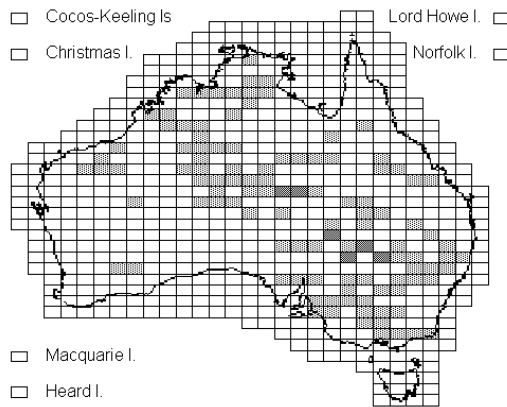 Cocos-Keeling Is
Lord Howe I.
Christmas I.
Norfolk I.
Macquarie I.
Heard I.